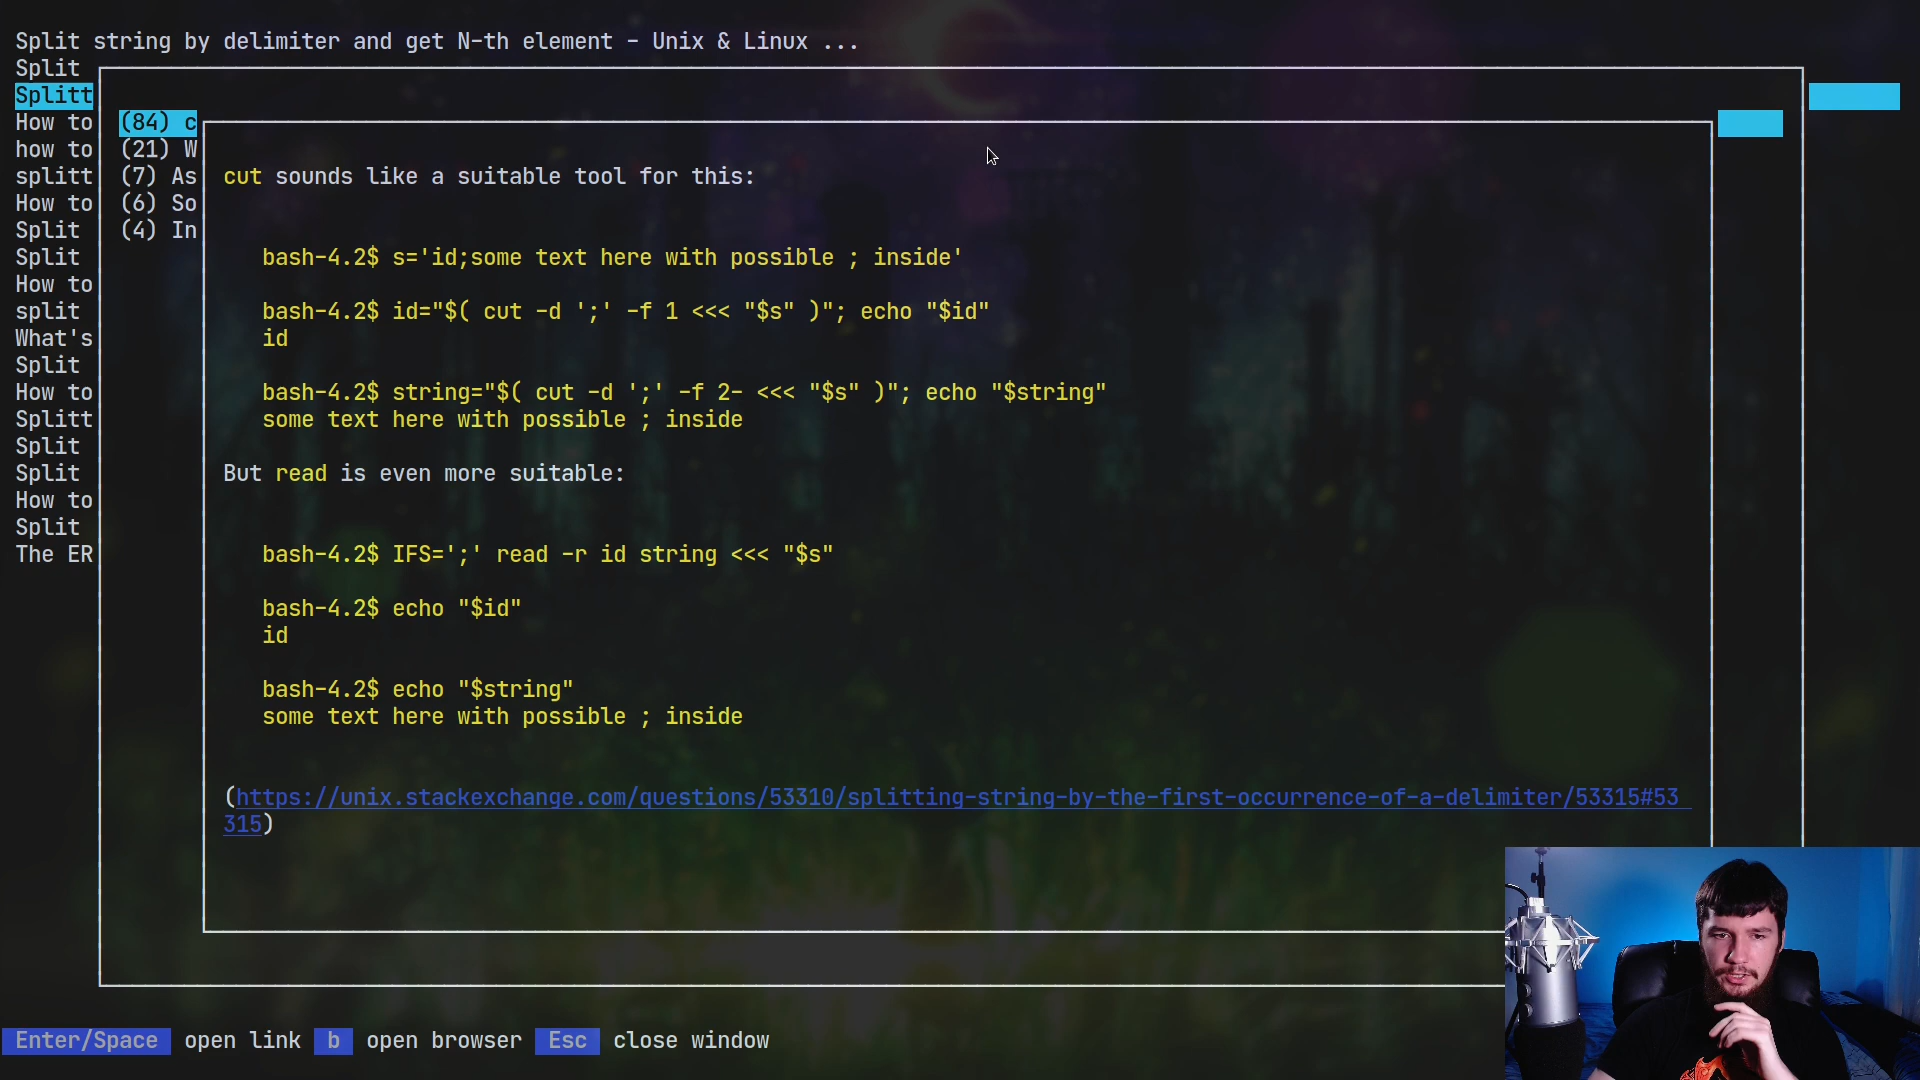 Split string by delimiter and get N-th element - Unix & Linux ...
Split
Splitt
How to
how to
splitt
How to
Split
Split
How to
split
What's
Split
How to
Splitt
Split
Split
How to
Split
The ER
(84) c
(21) W
(7) As
(6) So
(4) In
cut sounds like a suitable tool for this:
bash-4.2$ s='id;some text here with possible ; inside'
bash-4.2$ id="$( cut -d ';' -f 1 <<< "$s" )"; echo "$id"
id
bash-4.2$ string="$( cut -d ';' -f 2- <<< "$s" )"; echo "$string"
some text here with possible ; inside
But read is even more suitable:
bash-4.2$ IFS=';' read -r id string <<< "$s"
bash-4.2$ echo "$id"
id
bash-4.2$ echo "$string"
some text here with possible ; inside
(https://unix.stackexchange.com/questions/53310/splitting-string-by-the-first-occurrence-of-a-delimiter/53315#53
315)
Enter/Space open link b open browser Esc close window